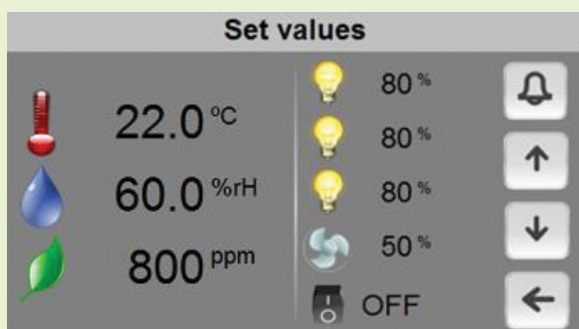 Set values
22.0 °C
60.0 %rH
800 ppm
80 %
80 %
80 %
50 %
OFF